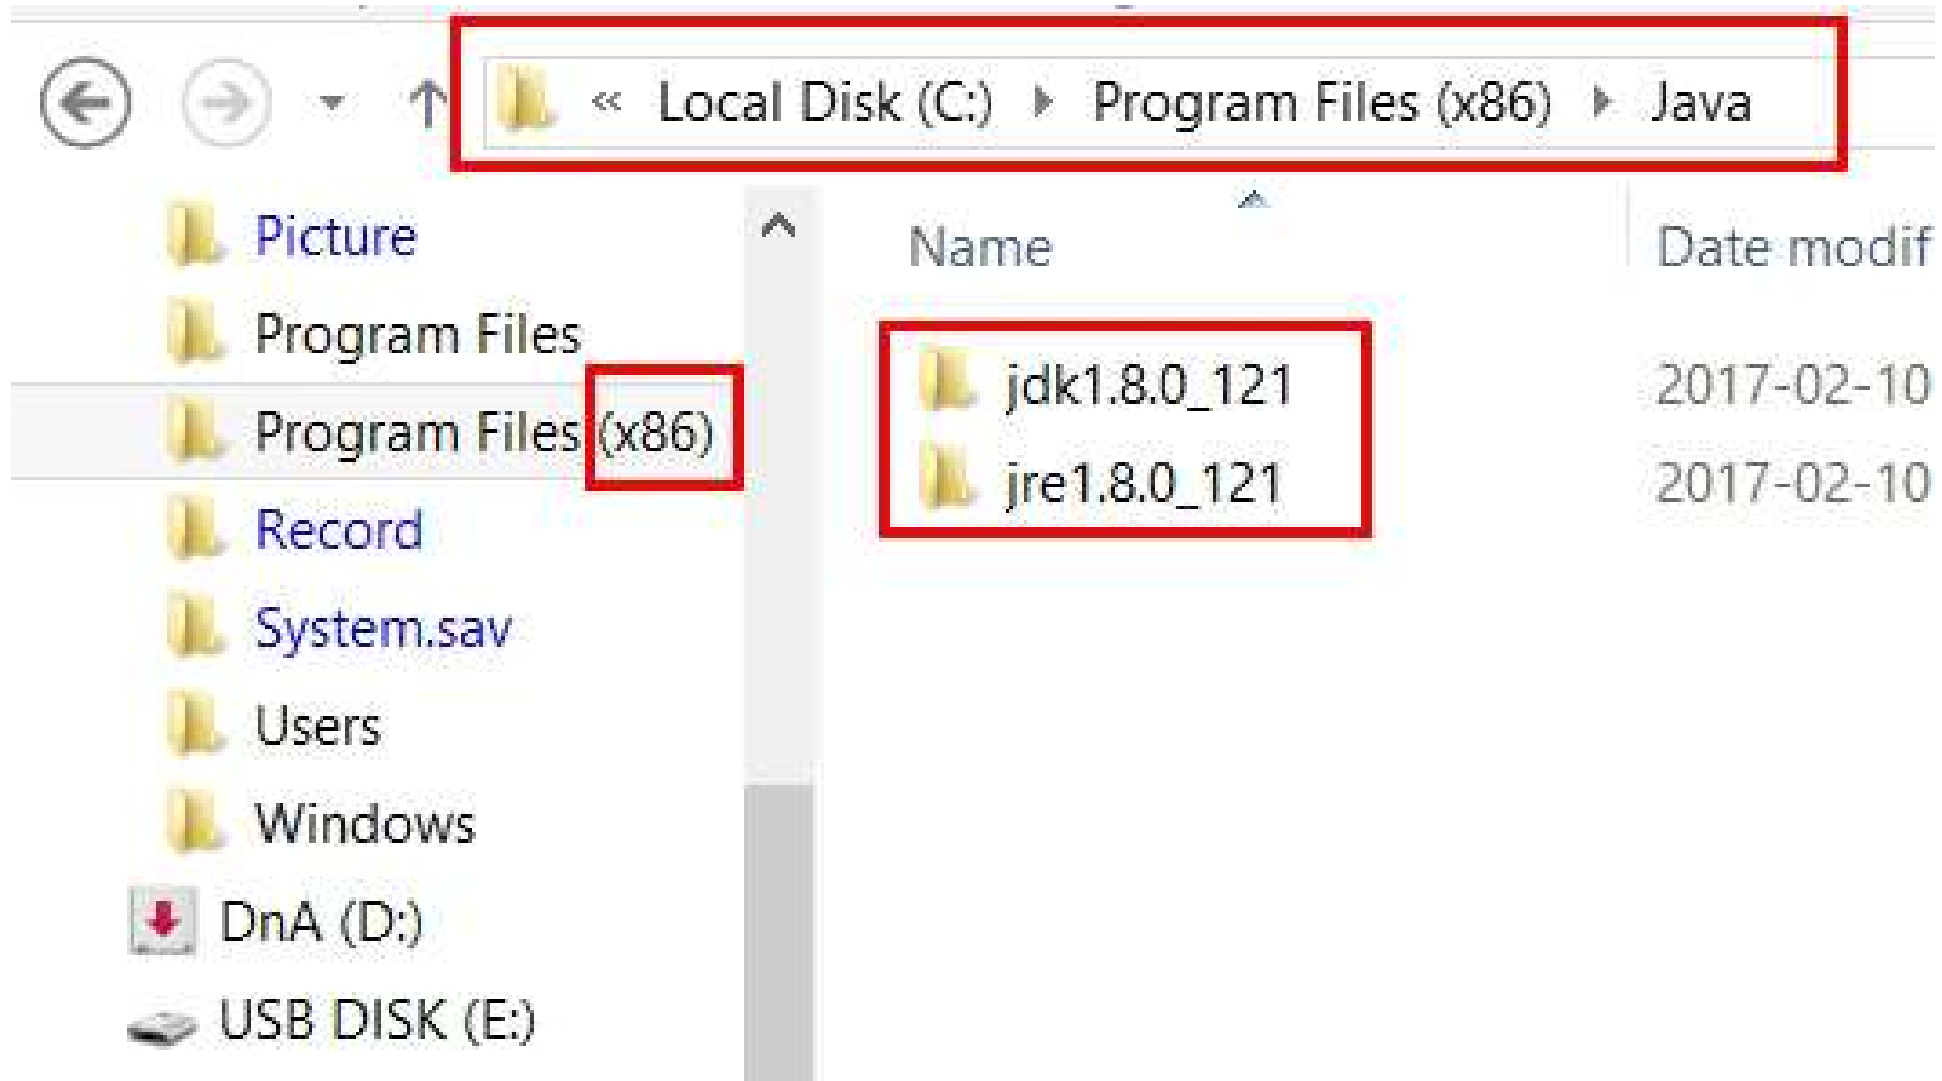 « Local Disk (C:) Program Files (x86) Java
Picture
Program Files
Program Files (x86)
Record
System.sav
Users
Windows
DnA (D:)
USB DISK (E:)
Name Date modif
jdk1.8.0_121 2017-02-10
jre1.8.0_121 2017-02-10